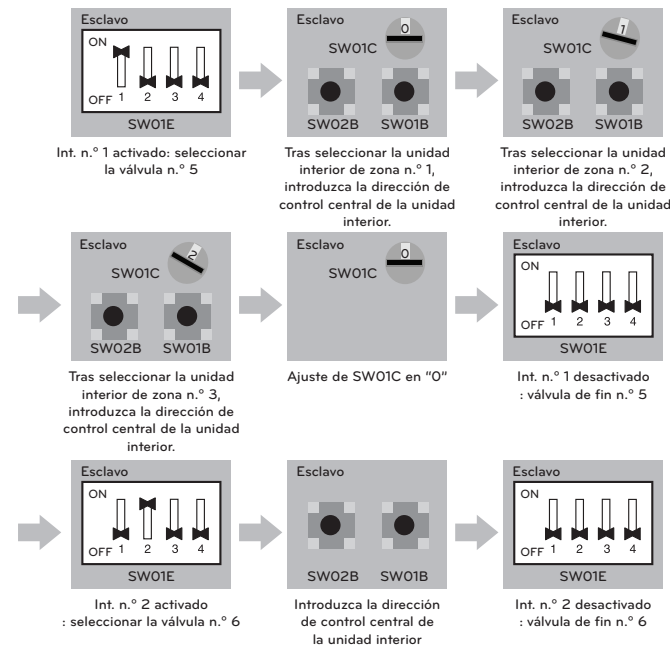 Esclavo
ON
OFF 1 2 3 4
SW01E
Int. n.º 1 activado: seleccionar
la válvula n.º 5
Esclavo
0
SW01C
SW02B SW01B
Tras seleccionar la unidad
interior de zona n.º 1,
introduzca la dirección de
control central de la unidad
interior.
Esclavo
1
SW01C
SW02B SW01B
Tras seleccionar la unidad
interior de zona n.º 2,
introduzca la dirección de
control central de la unidad
interior.
Esclavo
2
SW01C
SW02B SW01B
Tras seleccionar la unidad
interior de zona n.º 3,
introduzca la dirección de
control central de la unidad
interior.
Esclavo
0
SW01C
Ajuste de SW01C en "0"
Esclavo
ON
OFF 1 2 3 4
SW01E
Int. n.º 1 desactivado
: válvula de fin n.º 5
Esclavo
ON
OFF 1 2 3 4
SW01E
Int. n.º 2 activado
: seleccionar la válvula n.º 6
Esclavo
SW02B SW01B
Introduzca la dirección
de control central de
la unidad interior
Esclavo
ON
OFF 1 2 3 4
SW01E
Int. n.º 2 desactivado
: válvula de fin n.º 6